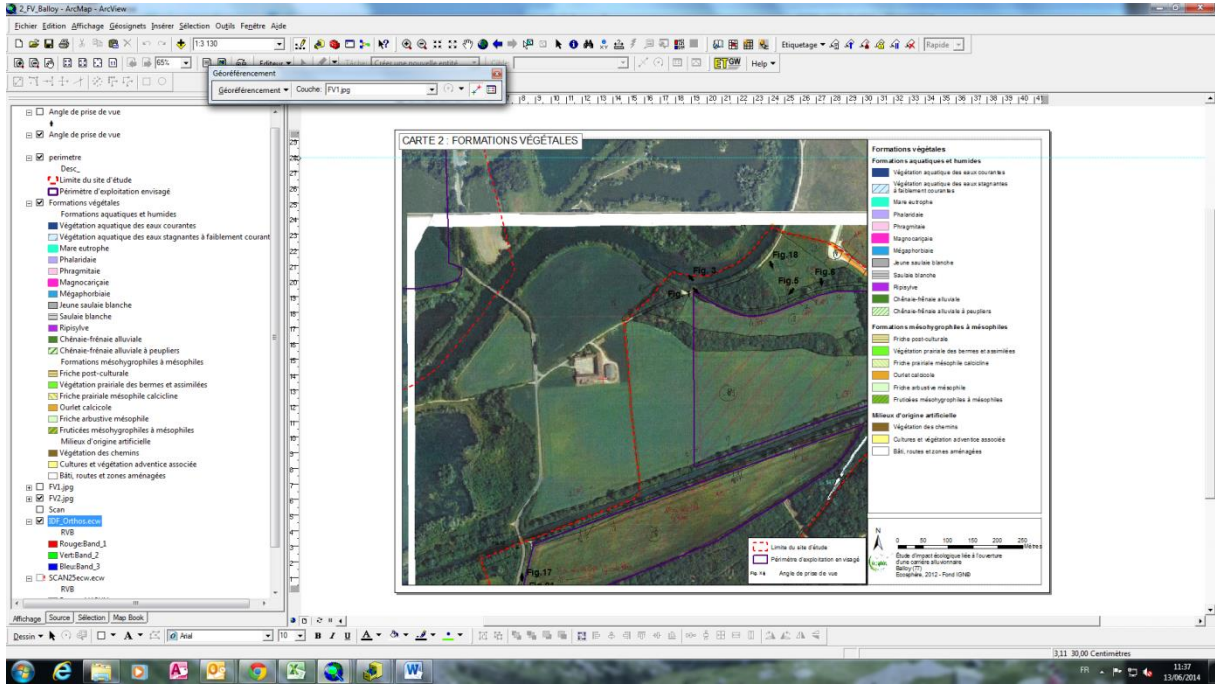 2_FV_Balloy - ArcMap - ArcView
Fichier Edition Affichage Géosignets Insérer Sélection Outils Fenêtre Aide
1:3 130
Etiquetage
Rapide
65%
Editeur
Tâche: Créer une nouvelle entité
Cible:
ETGW Help
Géoréférencement
Géoréférencement Couche: FV1.jpg
Angle de prise de vue
Angle de prise de vue
perimetre
Desc_
Limite du site d'étude
Périmètre d'exploitation envisagé
Formations végétales
Formations aquatiques et humides
Végétation aquatique des eaux courantes
Végétation aquatique des eaux stagnantes à faiblement courant
Mare eutrophe
Phalaridaie
Phragmitaie
Magnocariçaie
Mégaphorbiaie
Jeune saulaie blanche
Saulaie blanche
Ripisylve
Chênaie-frênaie alluviale
Chênaie-frênaie alluviale à peupliers
Formations mésohygrophiles à mésophiles
Friche post-culturale
Végétation prairiale des bermes et assimilées
Friche prairiale mésophile calcicline
Ourlet calcicole
Friche arbustive mésophile
Fruticées mésohygrophiles à mésophiles
Milieux d'origine artificielle
Végétation des chemins
Cultures et végétation adventice associée
Bâti, routes et zones aménagées
FV1.jpg
FV2.jpg
Scan
IDF_Orthos.ecw
RVB
Rouge:Band_1
Vert:Band_2
Bleu:Band_3
SCAN25ecw.ecw
RVB
Affichage Source Sélection Map Book
CARTE 2 : FORMATIONS VÉGÉTALES
Fig.18
Fig. 3
Fig.5
Fig.6
Fig.17
Formations végétales
Formations aquatiques et humides
Végétation aquatique des eaux courantes
Végétation aquatique des eaux stagnantes
à faiblement courantes
Mare eutrophe
Phalaridaie
Phragmitaie
Magnocariçaie
Mégaphorbiaie
Jeune saulaie blanche
Saulaie blanche
Ripisylve
Chênaie-frênaie alluviale
Chênaie-frênaie alluviale à peupliers
Formations mésohygrophiles à mésophiles
Friche post-culturale
Végétation prairiale des bermes et assimilées
Friche prairiale mésophile calcicline
Ourlet calcicole
Friche arbustive mésophile
Fruticées mésohygrophiles à mésophiles
Milieux d'origine artificielle
Végétation des chemins
Cultures et végétation adventice associée
Bâti, routes et zones aménagées
Limite du site d'étude
Périmètre d'exploitation envisagé
Angle de prise de vue
N
0 50 100 150 200 250
Mètres
Étude d'impact écologique liée à l'ouverture
d'une carrière alluvionnaire
Balloy (77)
Ecosphère, 2012 - Fond IGN®
Dessin Arial 10 B I U A
3,11 30,00 Centimètres
FR
11:37
13/06/2014